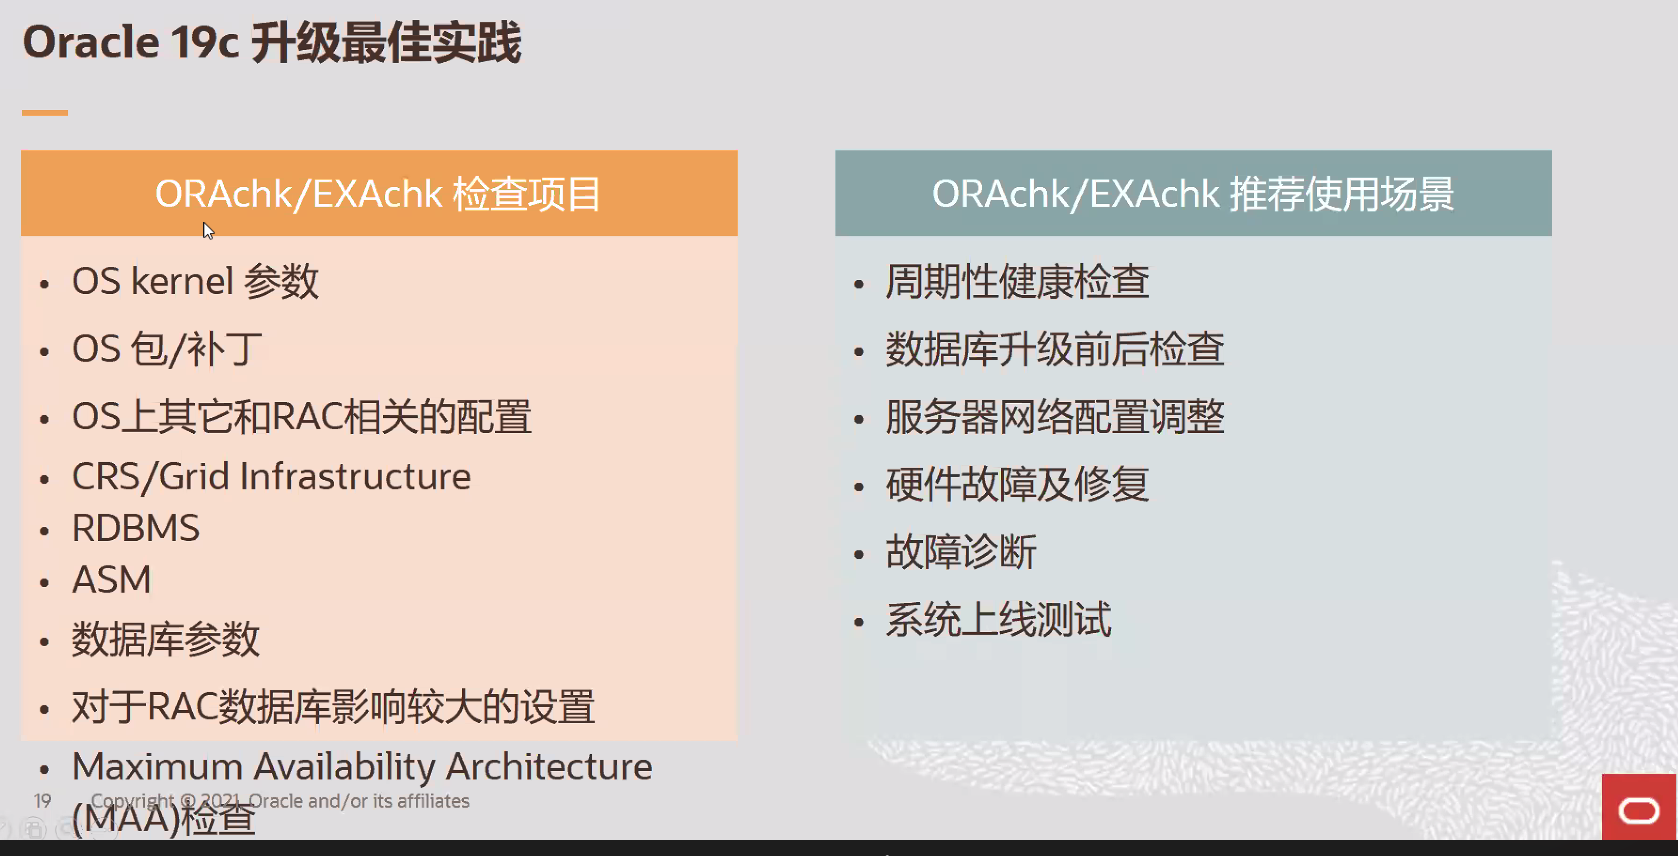 Oracle 19c 升级最佳实践
ORAchk/EXAchk 检查项目
• OS kernel 参数
• OS 包/补丁
• OS上其它和RAC相关的配置
• CRS/Grid Infrastructure
• RDBMS
• ASM
• 数据库参数
• 对于RAC数据库影响较大的设置
• Maximum Availability Architecture
(MAA)检查
ORAchk/EXAchk 推荐使用场景
• 周期性健康检查
• 数据库升级前后检查
• 服务器网络配置调整
• 硬件故障及修复
• 故障诊断
• 系统上线测试
19 Copyright © 2021, Oracle and/or its affiliates